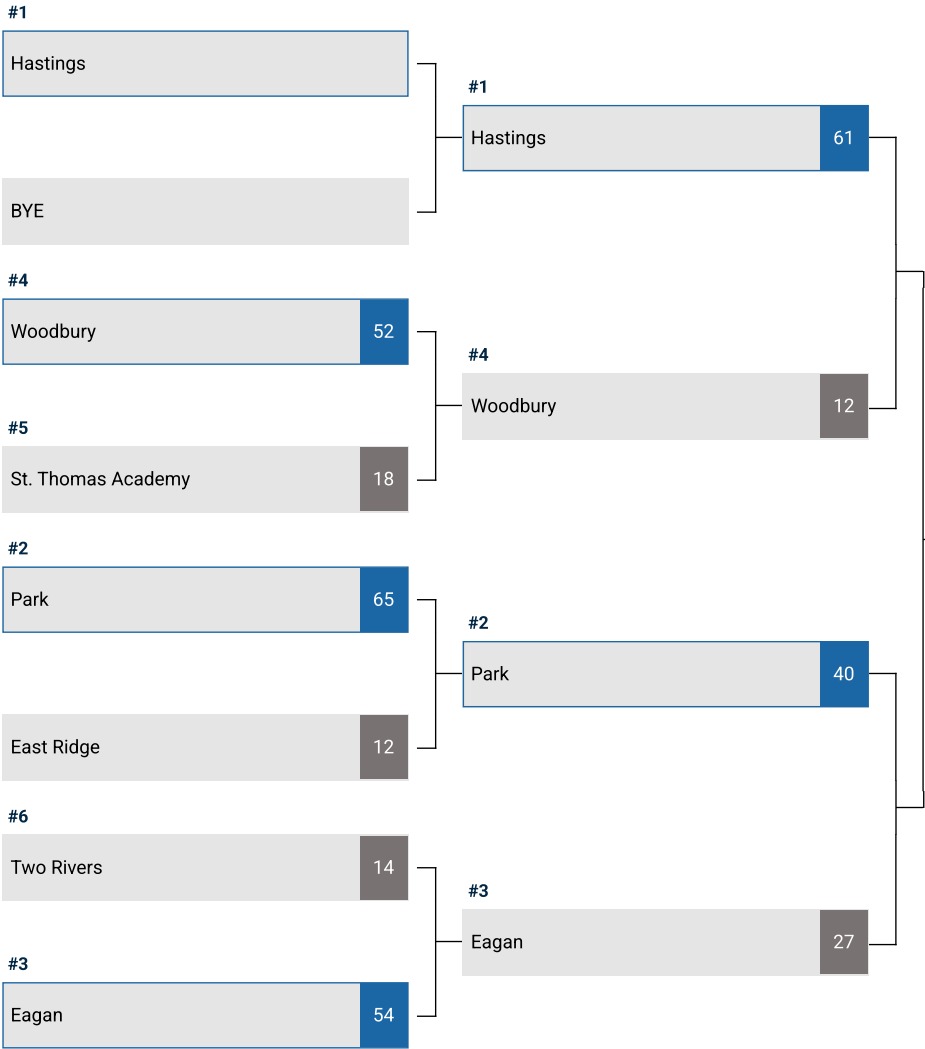 #1
Hastings
BYE
#4
Woodbury 52
#5
St. Thomas Academy 18
#2
Park 65
East Ridge 12
#6
Two Rivers 14
#3
Eagan 54
#1
Hastings 61
#4
Woodbury 12
#2
Park 40
#3
Eagan 27